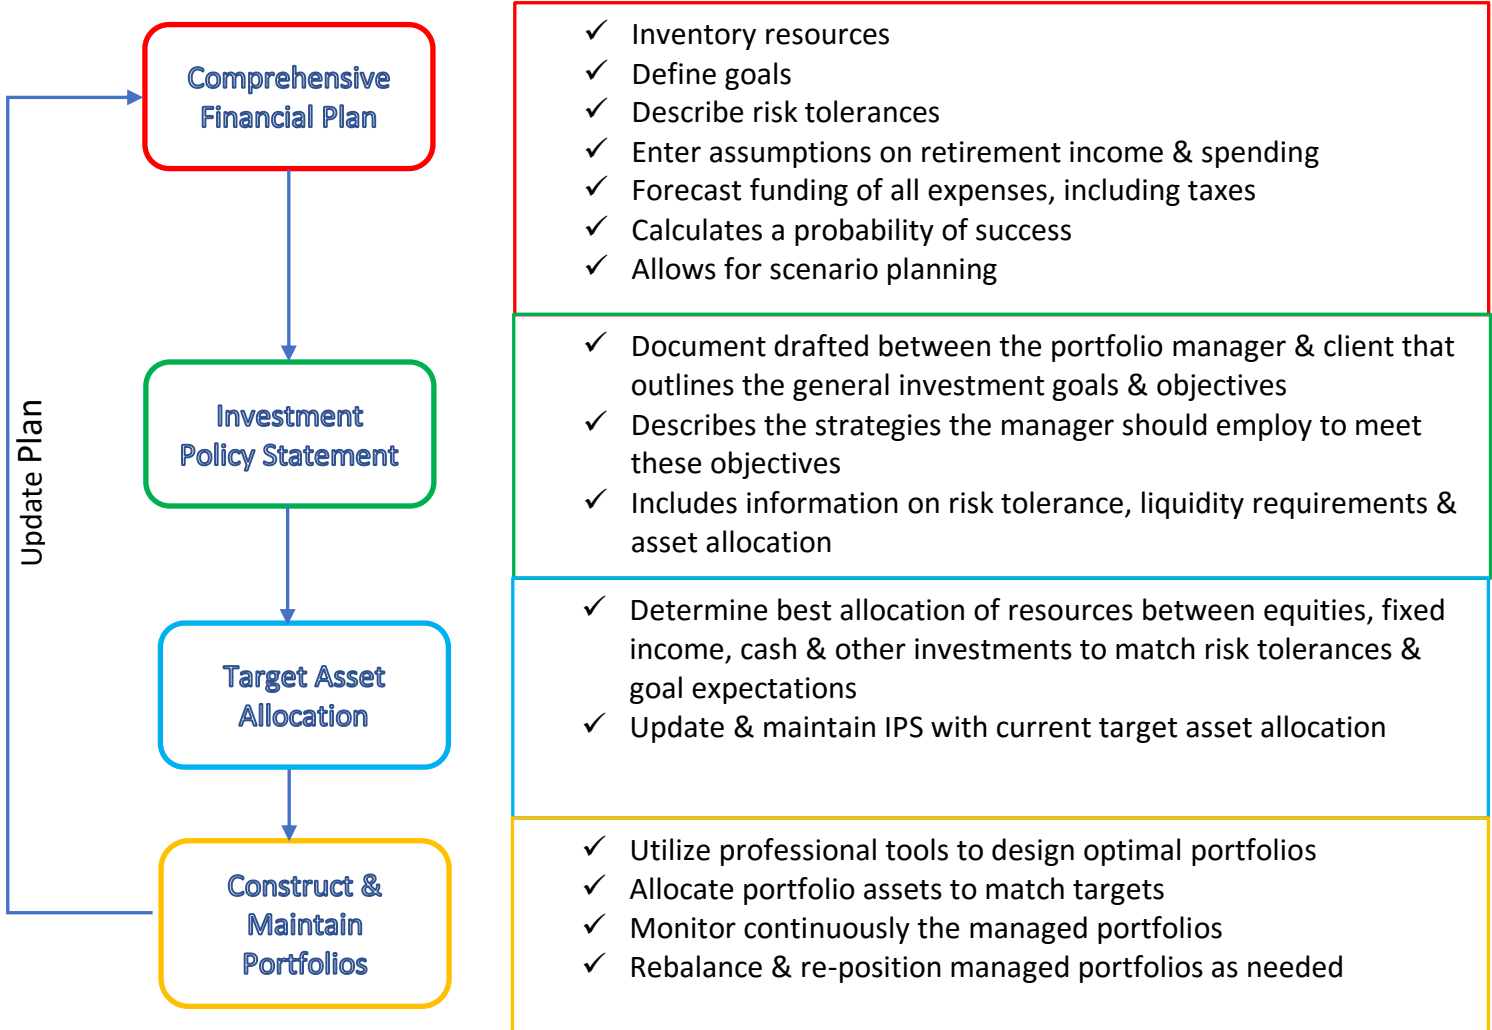 Comprehensive
Financial Plan
✓ Inventory resources
✓ Define goals
✓ Describe risk tolerances
✓ Enter assumptions on retirement income & spending
✓ Forecast funding of all expenses, including taxes
✓ Calculates a probability of success
✓ Allows for scenario planning
Update Plan
Investment
Policy Statement
✓ Document drafted between the portfolio manager & client that
outlines the general investment goals & objectives
✓ Describes the strategies the manager should employ to meet
these objectives
✓ Includes information on risk tolerance, liquidity requirements &
asset allocation
Target Asset
Allocation
✓ Determine best allocation of resources between equities, fixed
income, cash & other investments to match risk tolerances &
goal expectations
✓ Update & maintain IPS with current target asset allocation
Construct &
Maintain
Portfolios
✓ Utilize professional tools to design optimal portfolios
✓ Allocate portfolio assets to match targets
✓ Monitor continuously the managed portfolios
✓ Rebalance & re-position managed portfolios as needed